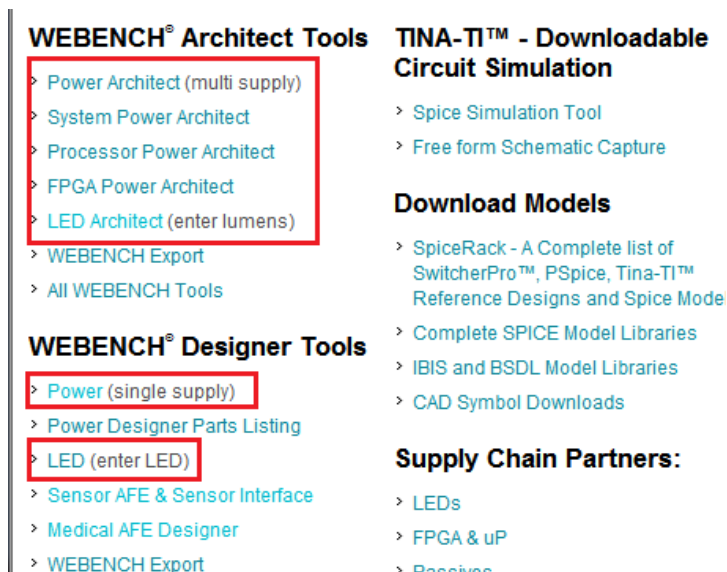 WEBENCH® Architect Tools
Power Architect (multi supply)
System Power Architect
Processor Power Architect
FPGA Power Architect
LED Architect (enter lumens)
WEBENCH Export
All WEBENCH Tools
WEBENCH® Designer Tools
Power (single supply)
Power Designer Parts Listing
LED (enter LED)
Sensor AFE & Sensor Interface
Medical AFE Designer
WEBENCH Export
TINA-TI™ - Downloadable
Circuit Simulation
Spice Simulation Tool
Free form Schematic Capture
Download Models
SpiceRack - A Complete list of
SwitcherPro™, PSpice, Tina-TI™
Reference Designs and Spice Model
Complete SPICE Model Libraries
IBIS and BSDL Model Libraries
CAD Symbol Downloads
Supply Chain Partners:
LEDs
FPGA & uP
Passives